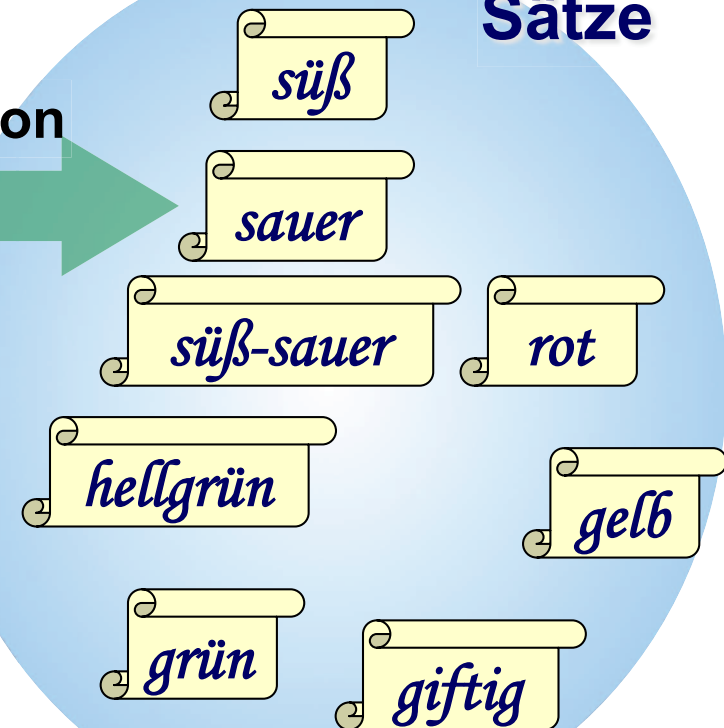 Sätze
süß
on
sauer
süß-sauer
rot
hellgrün
gelb
grün
giftig